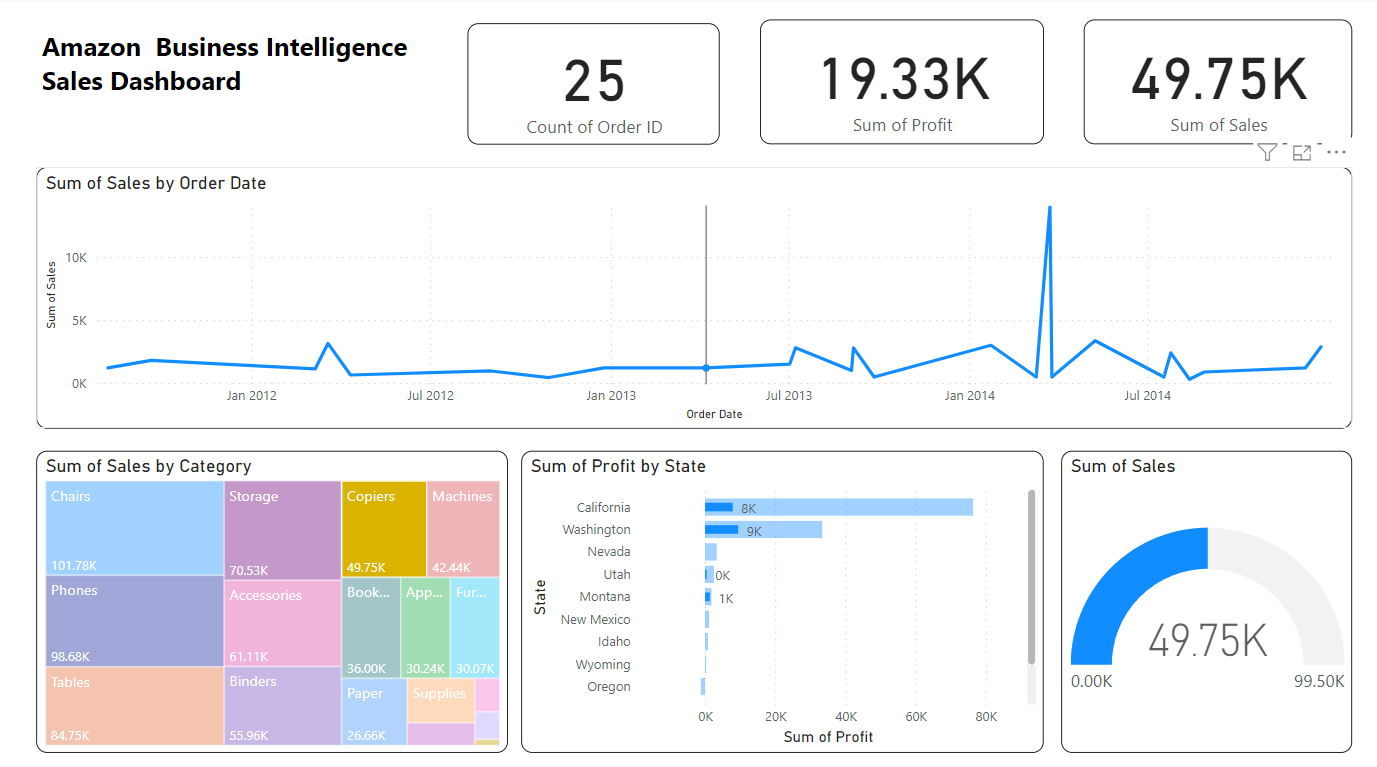 Amazon  Business Intelligence
Sales Dashboard
25
Count of Order ID
19.33K
Sum of Profit
49.75K
Sum of Sales
Sum of Sales by Order Date
Sum of Sales
10K
5K
0K
Jan 2012
Jul 2012
Jan 2013
Jul 2013
Jan 2014
Jul 2014
Order Date
Sum of Sales by Category
Chairs
101.78K
Phones
98.68K
Tables
84.75K
Storage
70.53K
Accessories
61.11K
Binders
55.96K
Copiers
49.75K
Machines
42.44K
Book...
36.00K
App...
30.24K
Fur...
30.07K
Paper
26.66K
Supplies
Sum of Profit by State
State
California
8K
Washington
9K
Nevada
Utah
0K
Montana
1K
New Mexico
Idaho
Wyoming
Oregon
0K
20K
40K
60K
80K
Sum of Profit
Sum of Sales
49.75K
0.00K
99.50K